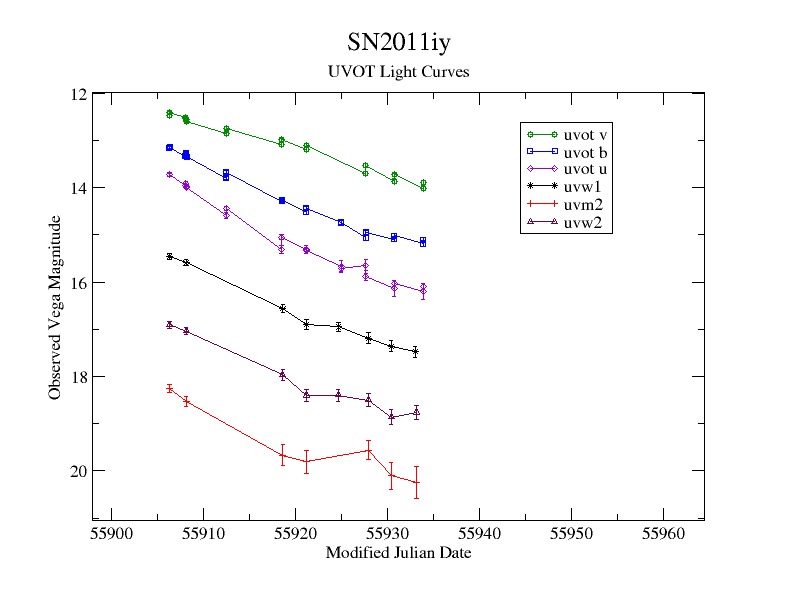 SN2011iy
UVOT Light Curves
12
14
16
18
20
Observed Vega Magnitude
uvot v
uvot b
uvot u
uvw1
uvm2
uvw2
55900 55910 55920 55930 55940 55950 55960
Modified Julian Date